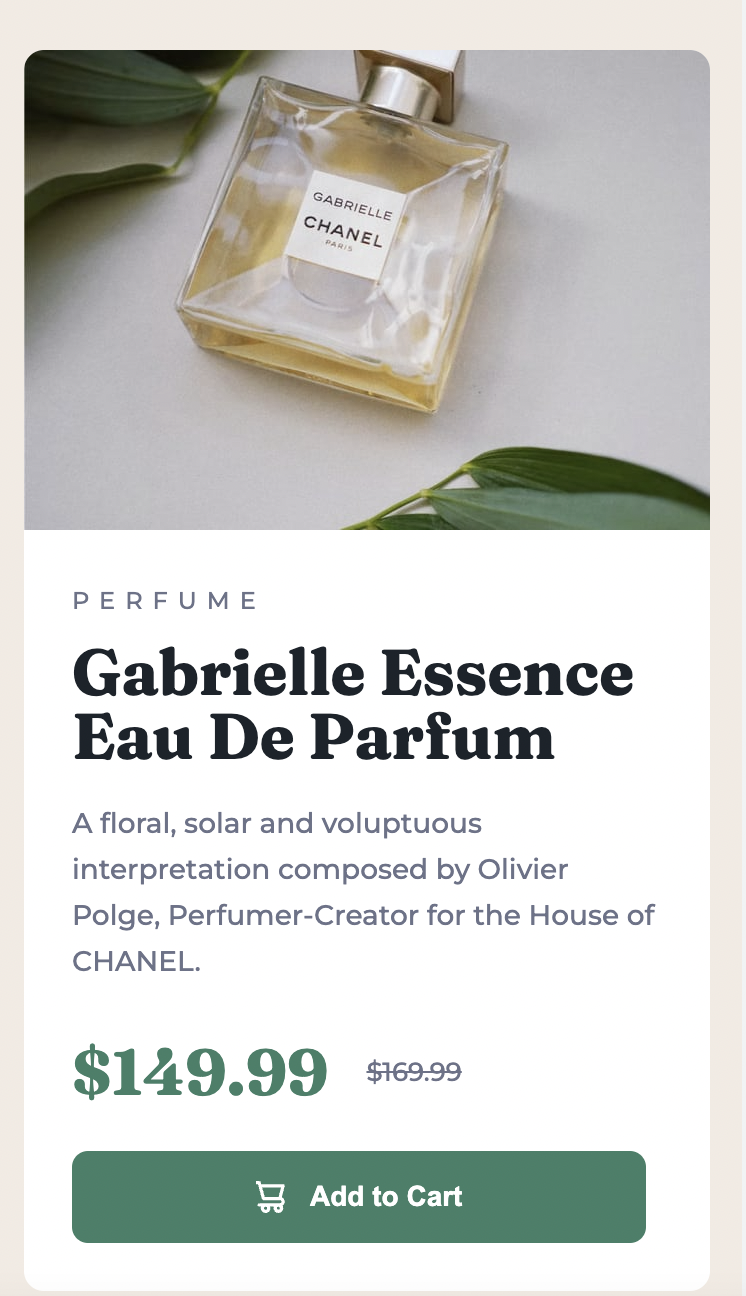 GABRIELLE
CHANEL
PARIS
PERFUME
Gabrielle Essence
Eau De Parfum
A floral, solar and voluptuous
interpretation composed by Olivier
Polge, Perfumer-Creator for the House of
CHANEL.
$149.99 $169.99
Add to Cart